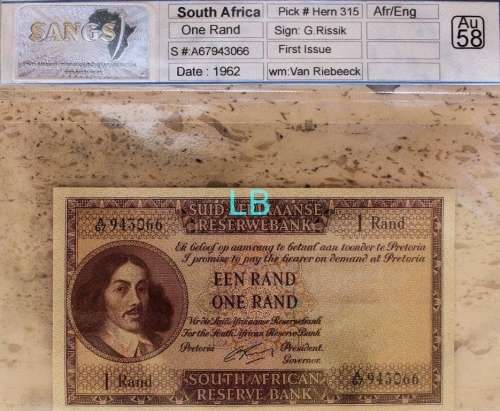 SANGS
South Africa Pick # Hern 315 Afr/Eng
One Rand Sign: G.Rissik
S #:A67943066 First Issue
Date : 1962 wm:Van Riebeeck
Au
58
LB
SUID-AFRIKAANSE
RESERWEBANK
A/67 943066
1 Rand
Ek beloof op aanvraag te betaal aan toonder te Pretoria
I promise to pay the bearer on demand at Pretoria
EEN RAND
ONE RAND
Vir die Suid-Afrikaanse Reserwebank
For the South African Reserve Bank
Pretoria President.
Governor.
1 Rand
A/67 943066
SOUTH AFRICAN
RESERVE BANK